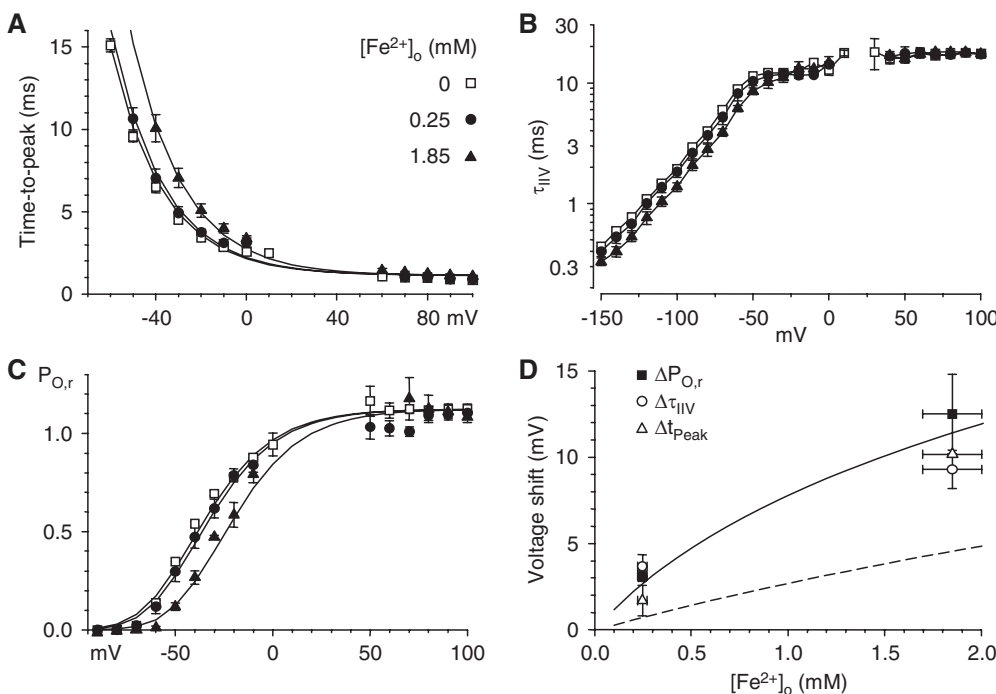 A
Time-to-peak (ms)
15
10
5
0
-40
0
40
80 mV
[Fe2+]o (mM)
0
0.25
1.85
B
τIIV (ms)
30
10
3
1
0.3
-150
-100
-50
0
50
100
mV
C
PO,r
1.0
0.5
0.0
mV
-50
0
50
100
D
Voltage shift (mV)
15
10
5
0
ΔPO,r
ΔτIIV
ΔtPeak
0.0
0.5
1.0
1.5
2.0
[Fe2+]o (mM)